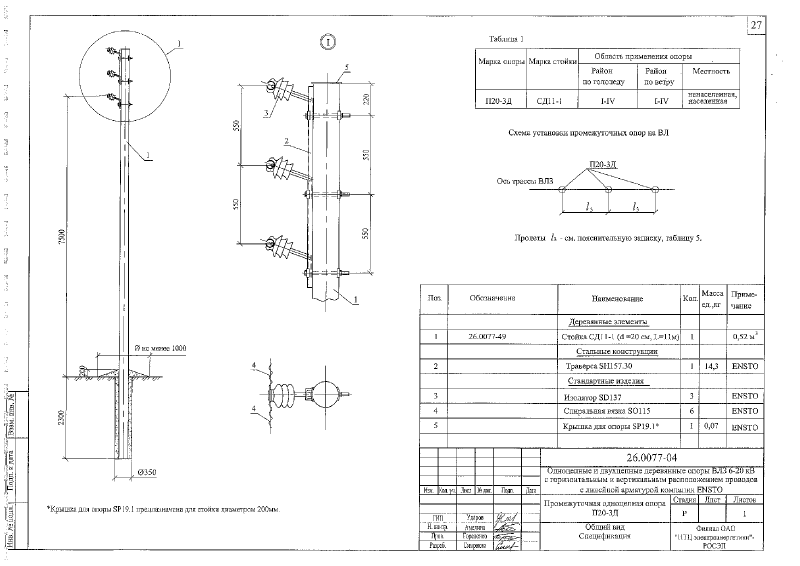 27
1
I
Таблица 1
Марка опоры Марка стойки Область применения опоры
Район по гололеду
Район по ветру
Местность
П20-3Д СД11-1 I-IV I-IV ненаселенная, населенная
Схема установки промежуточных опор на ВЛ
П20-3Д
Ось трассы ВЛЗ
Пролеты - см. пояснительную записку, таблицу 5.
5
3
2
1
220
550
550
550
550
1
7500
Ø не менее 1000
200
2300
Ø350
4
4
*Крышка для опоры SP19.1 предназначена для стойки диаметром 200мм.
Поз. Обозначение Наименование Кол. Масса ед.,кг Приме-чание
Деревянные элементы
1 26.0077-49 Стойка СД11-1 (d =20 см, L=11м) 1 0,52 м³
Стальные конструкции
2 Траверса SH157.30 1 14,3 ENSTO
Стандартные изделия
3 Изолятор SD137 3 ENSTO
4 Спиральная вязка SO115 6 ENSTO
5 Крышка для опоры SP19.1* 1 0,07 ENSTO
26.0077-04
Одноцепные и двухцепные деревянные опоры ВЛЗ 6-20 кВ
с горизонтальным и вертикальным расположением проводов
с линейной арматурой компании ENSTO
Изм. Кол.уч. Лист № док. Подп. Дата
Промежуточная одноцепная опора
П20-3Д
Стадия Лист Листов
Р 1
ГИП Ударов
Н. контр. Амелина
Пров.
Разраб. Смирнова
Общий вид
Спецификация
Филиал ОАО
"НТЦ электроэнергетики"-
РОСЭП
Взам. инв. №
Подп. и дата
Инв. № подл.